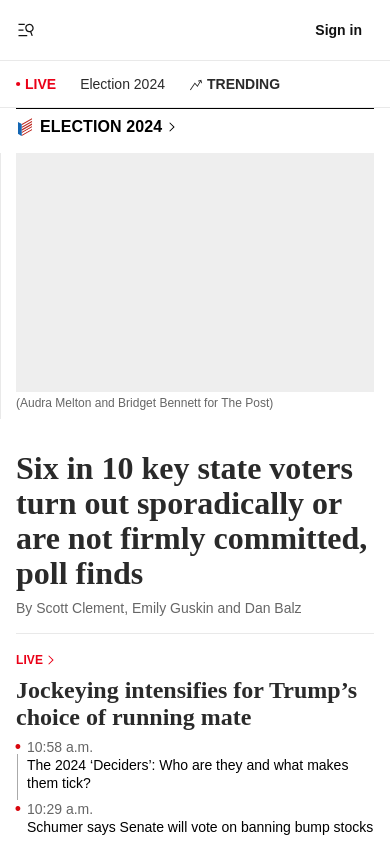 Sign in
LIVE
Election 2024
TRENDING
ELECTION 2024
(Audra Melton and Bridget Bennett for The Post)
Six in 10 key state voters
turn out sporadically or
are not firmly committed,
poll finds
By Scott Clement, Emily Guskin and Dan Balz
LIVE
Jockeying intensifies for Trump’s
choice of running mate
10:58 a.m.
The 2024 ‘Deciders’: Who are they and what makes
them tick?
10:29 a.m.
Schumer says Senate will vote on banning bump stocks